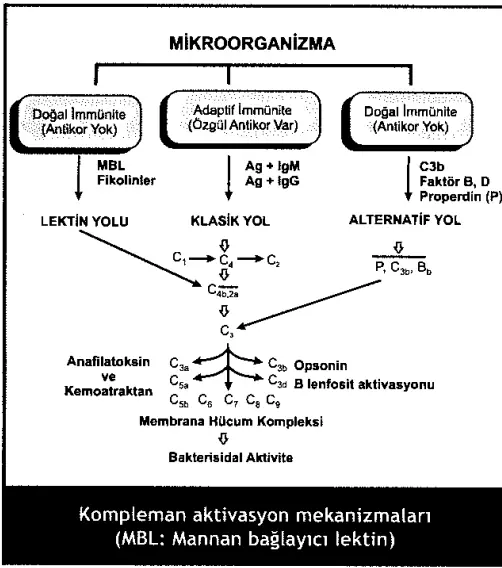 MİKROORGANİZMA
Doğal İmmünite
(Antikor Yok)
Adaptif İmmünite
(Özgül Antikor Var)
Doğal İmmünite
(Antikor Yok)
MBL
Fikolinler
Ag + IgM
Ag + IgG
C3b
Faktör B, D
Properdin (P)
LEKTİN YOLU
KLASİK YOL
ALTERNATİF YOL
C1 C4 C2
P, C3b, Bb
C4b,2a
C3
Anafilatoksin
ve
Kemoatraktan
C3a
C5a
C3b Opsonin
C3d B lenfosit aktivasyonu
C5b C6 C7 C8 C9
Membrana Hücum Kompleksi
Bakterisidal Aktivite
Kompleman aktivasyon mekanizmaları
(MBL: Mannan bağlayıcı lektin)